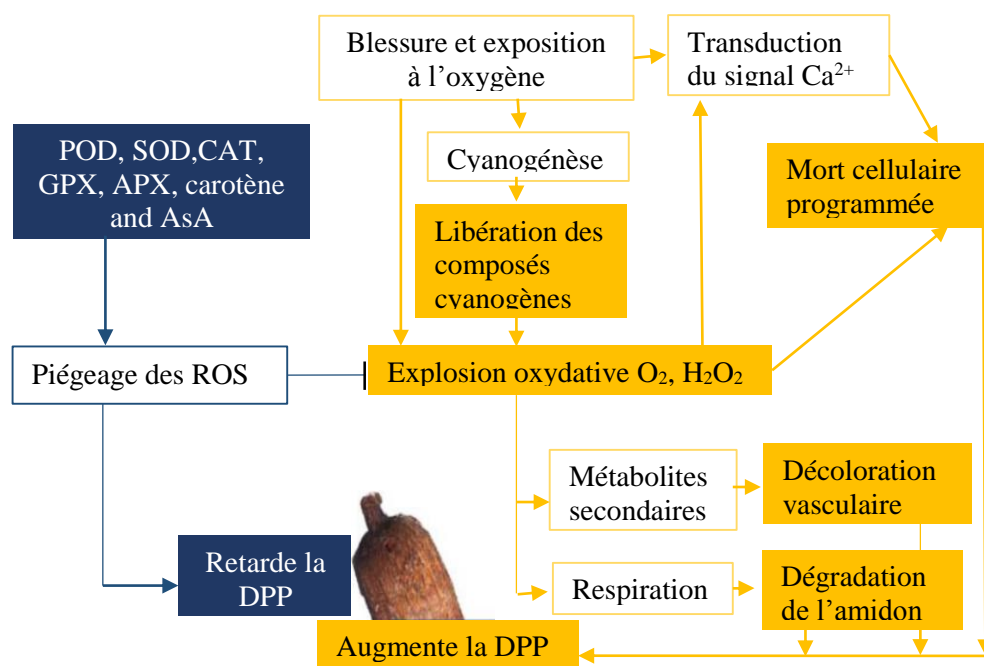 Blessure et exposition
à l'oxygène
Transduction
du signal Ca²⁺
POD, SOD,CAT,
GPX, APX, carotène
and AsA
Cyanogénèse
Mort cellulaire
programmée
Libération des
composés
cyanogènes
Piégeage des ROS
Explosion oxydative O₂, H₂O₂
Métabolites
secondaires
Décoloration
vasculaire
Retarde la
DPP
Respiration
Dégradation
de l'amidon
Augmente la DPP